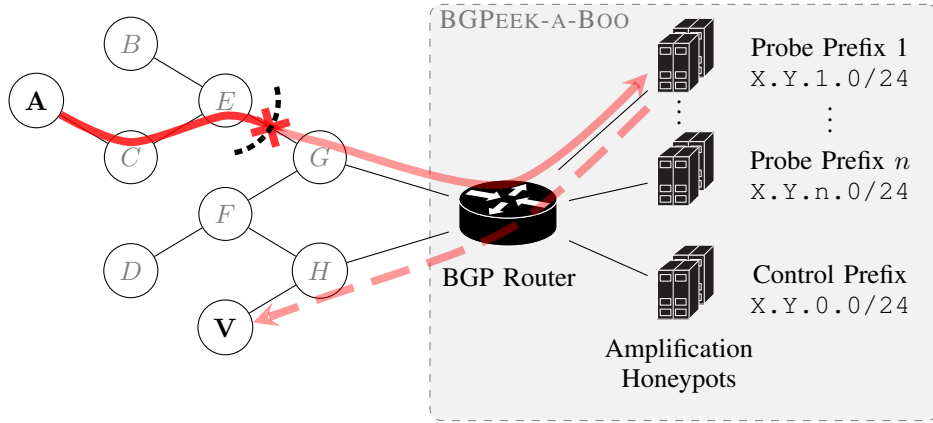 BGPEEK-A-BOO
B
A
E
C
G
F
D
H
V
BGP Router
Probe Prefix 1
X.Y.1.0/24
Probe Prefix n
X.Y.n.0/24
Control Prefix
X.Y.0.0/24
Amplification
Honeypots